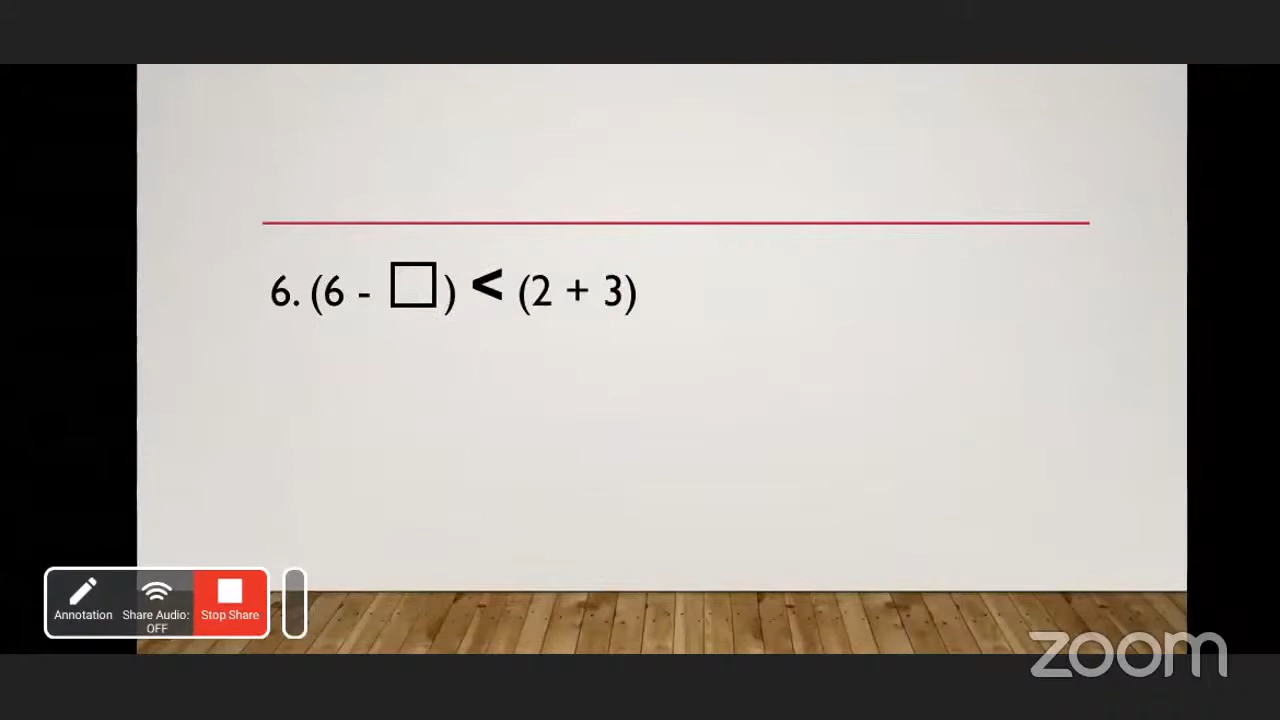 6. (6 - □) < (2 + 3)
Annotation
Share Audio: OFF
Stop Share
zoom